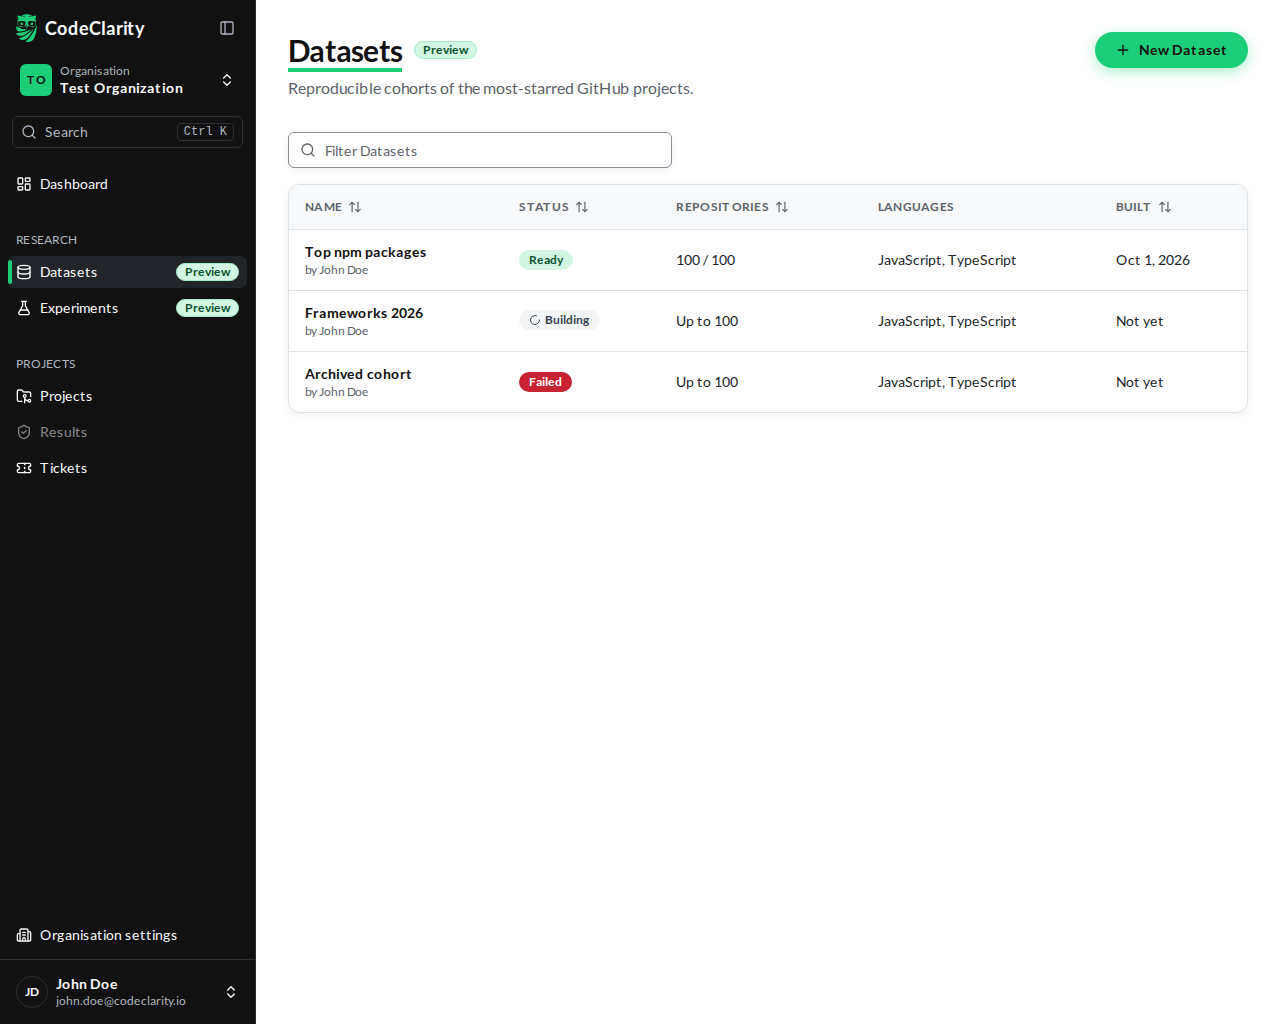 CodeClarity
TO
Organisation
Test Organization
Search
Ctrl K
Dashboard
RESEARCH
Datasets
Preview
Experiments
Preview
PROJECTS
Projects
Results
Tickets
Organisation settings
JD
John Doe
john.doe@codeclarity.io
Datasets
Preview
Reproducible cohorts of the most-starred GitHub projects.
New Dataset
Filter Datasets
NAME STATUS REPOSITORIES LANGUAGES BUILT
Top npm packages
by John Doe
Ready
100 / 100
JavaScript, TypeScript
Oct 1, 2026
Frameworks 2026
by John Doe
Building
Up to 100
JavaScript, TypeScript
Not yet
Archived cohort
by John Doe
Failed
Up to 100
JavaScript, TypeScript
Not yet